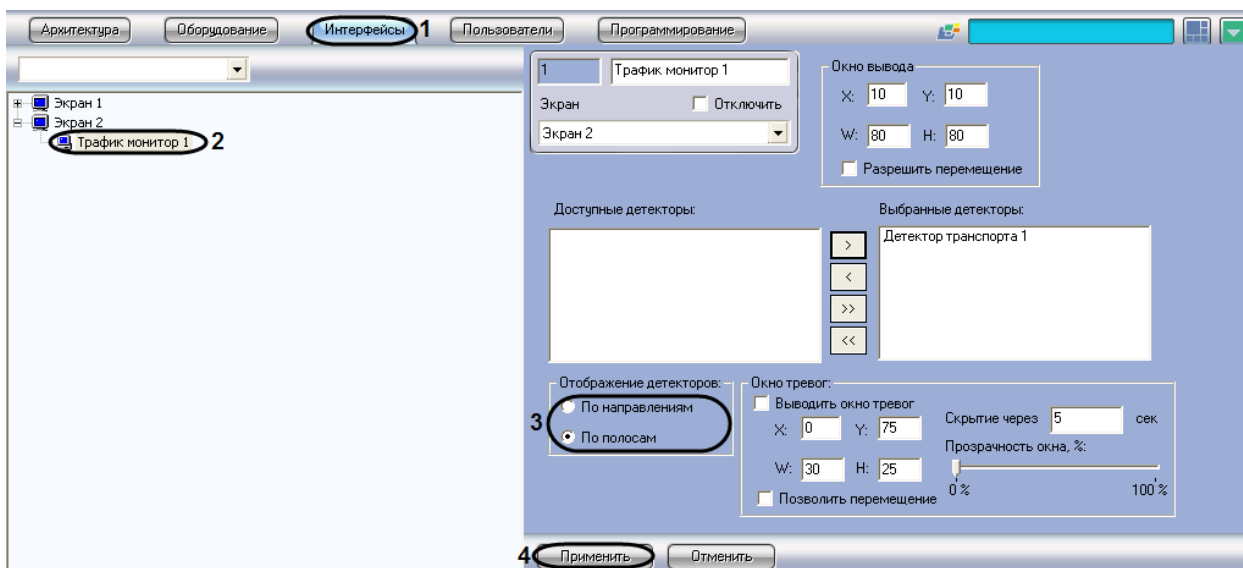 Архитектура Оборудование Интерфейсы 1 Пользователи Программирование
Экран 1
Экран 2
Трафик монитор 1 2
1 Трафик монитор 1
Экран Отключить
Экран 2
Окно вывода
X: 10 Y: 10
W: 80 H: 80
Разрешить перемещение
Доступные детекторы:
Выбранные детекторы:
Детектор транспорта 1
>
<
>>
<<
Отображение детекторов:
3 По направлениям
По полосам
Окно тревог:
Выводить окно тревог
X: 0 Y: 75
W: 30 H: 25
Позволить перемещение
Скрытие через 5 сек
Прозрачность окна, %:
0 % 100 %
4 Применить Отменить